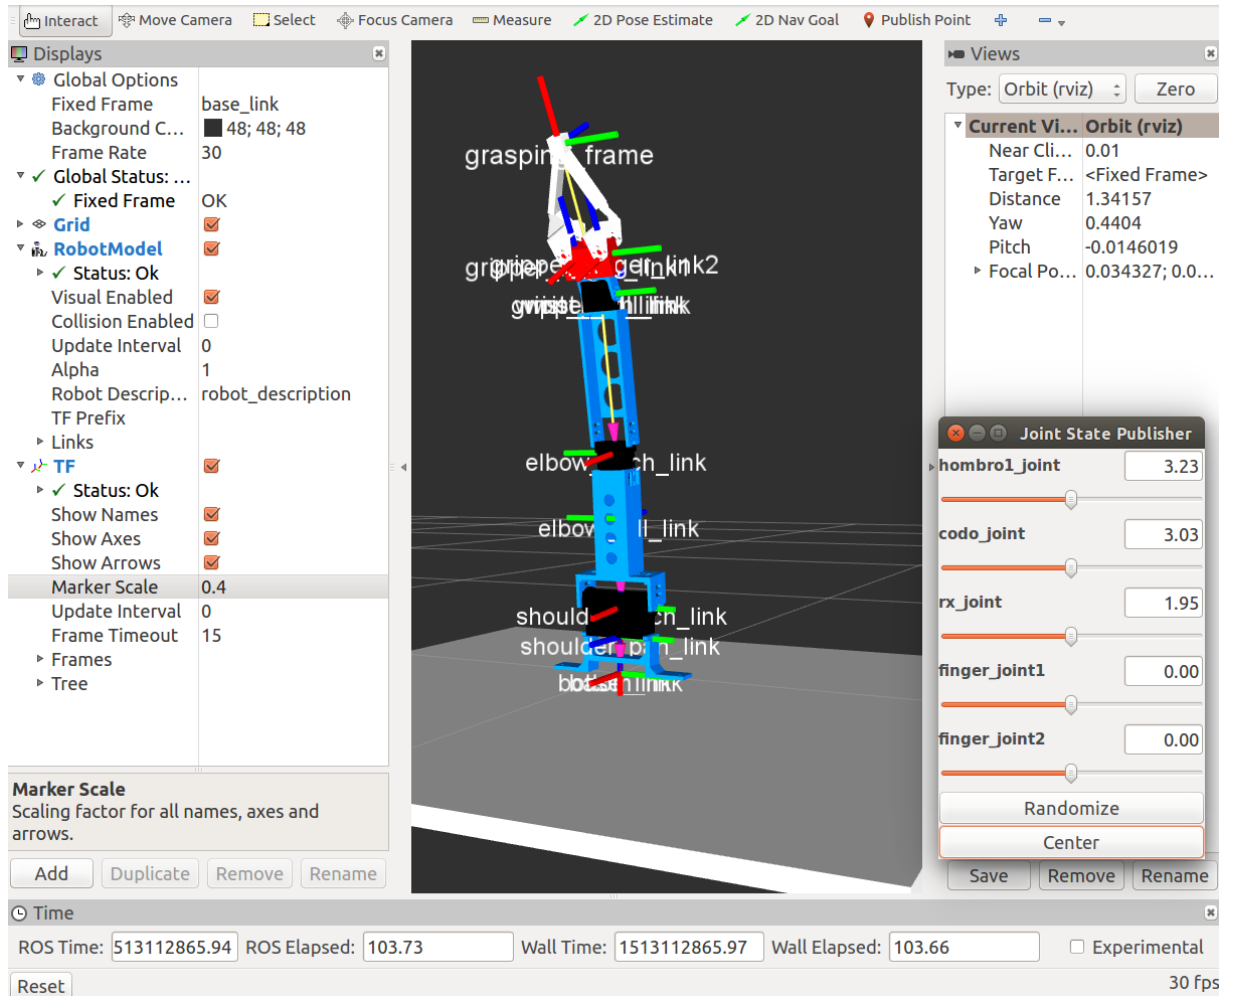 Interact Move Camera Select Focus Camera Measure 2D Pose Estimate 2D Nav Goal Publish Point
Displays
Global Options
Fixed Frame base_link
Background C... 48; 48; 48
Frame Rate 30
Global Status: ...
Fixed Frame OK
Grid
RobotModel
Status: Ok
Visual Enabled
Collision Enabled
Update Interval 0
Alpha 1
Robot Descrip... robot_description
TF Prefix
Links
TF
Status: Ok
Show Names
Show Axes
Show Arrows
Marker Scale 0.4
Update Interval 0
Frame Timeout 15
Frames
Tree
Marker Scale
Scaling factor for all names, axes and
arrows.
Add Duplicate Remove Rename
frame
elbow link
elbow link
link
shoulder link
Views
Type: Orbit (rviz) Zero
Current Vi... Orbit (rviz)
Near Cli... 0.01
Target F... <Fixed Frame>
Distance 1.34157
Yaw 0.4404
Pitch -0.0146019
Focal Po... 0.034327; 0.0...
Joint State Publisher
hombro1_joint 3.23
codo_joint 3.03
rx_joint 1.95
finger_joint1 0.00
finger_joint2 0.00
Randomize
Center
Save Remove Rename
Time
ROS Time: 513112865.94 ROS Elapsed: 103.73 Wall Time: 1513112865.97 Wall Elapsed: 103.66 Experimental
Reset 30 fps